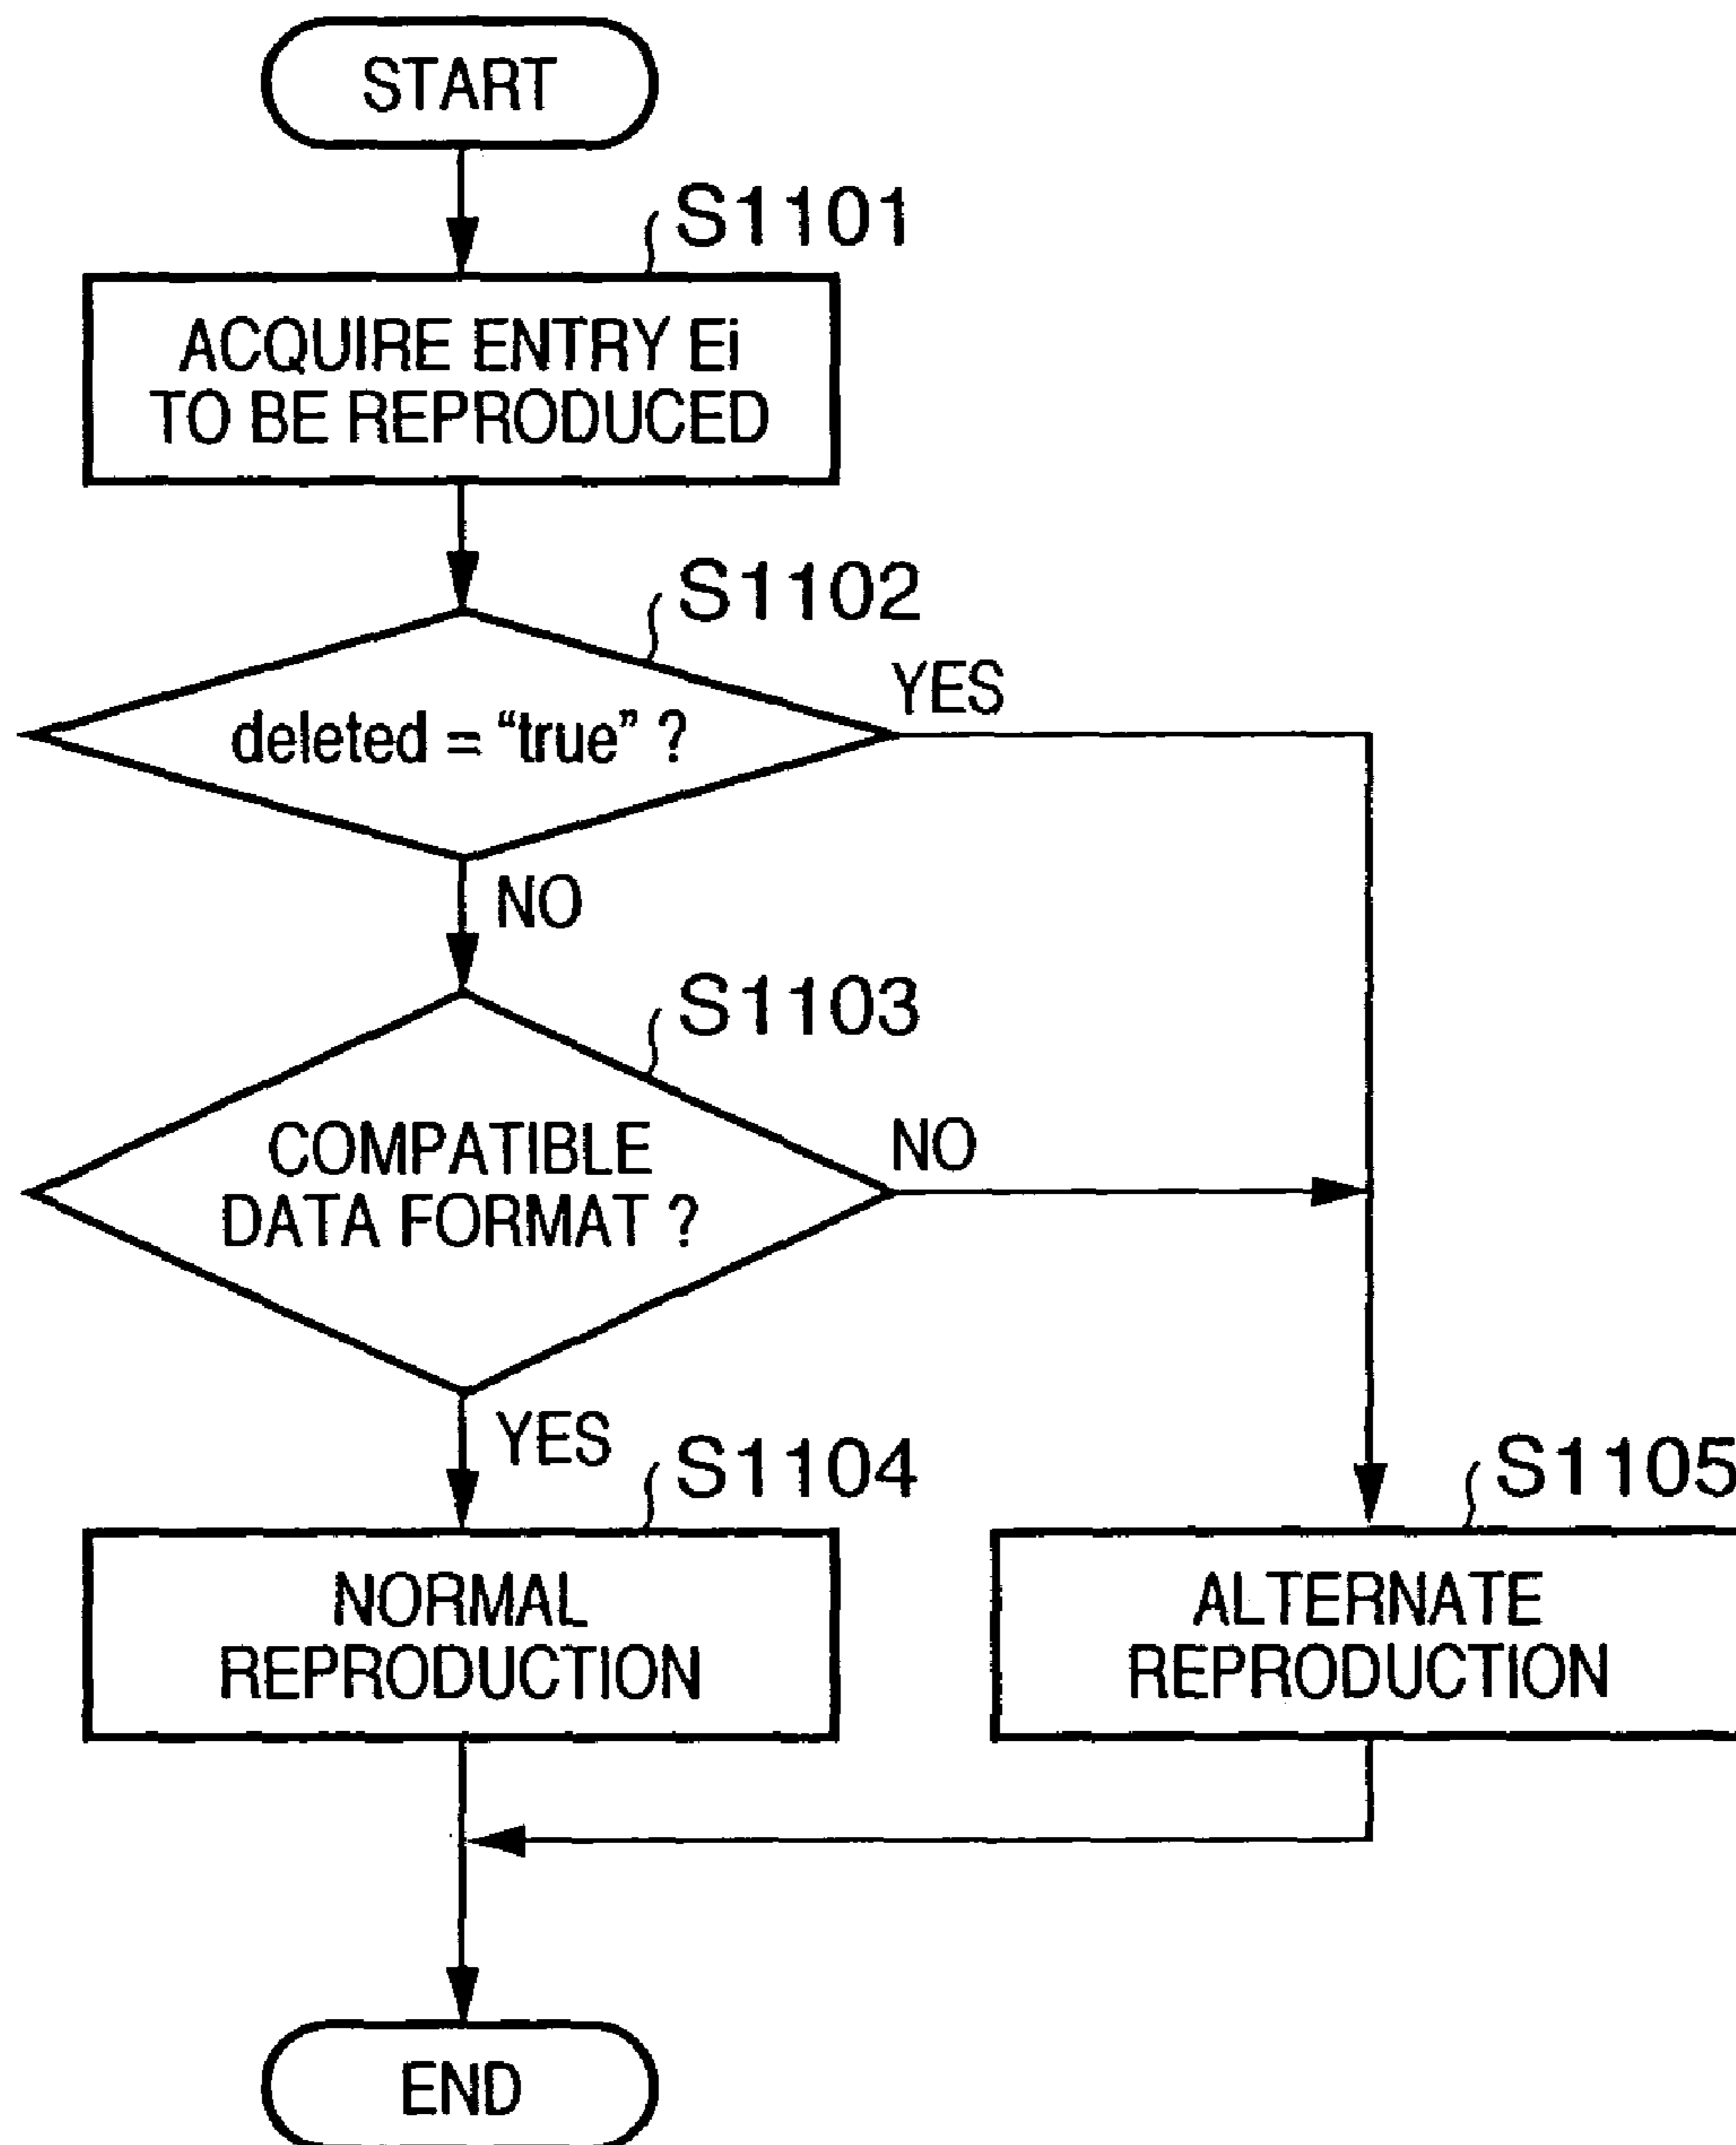 START
S1101
ACQUIRE ENTRY Ei
TO BE REPRODUCED
S1102
deleted = “true” ?
YES
NO
S1103
COMPATIBLE
DATA FORMAT ?
NO
YES
S1104
S1105
NORMAL
REPRODUCTION
ALTERNATE
REPRODUCTION
END